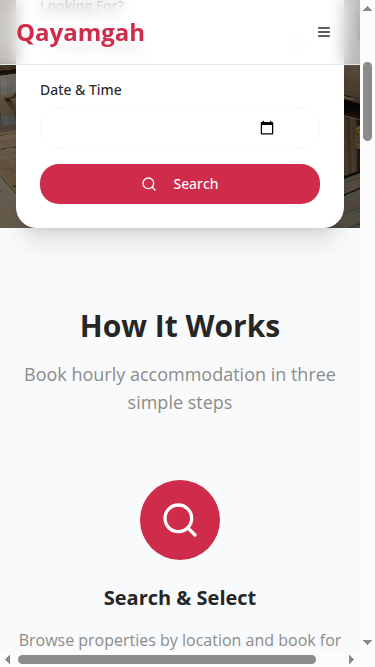 Looking For?
Qayamgah
Date & Time
Search
How It Works
Book hourly accommodation in three
simple steps
Search & Select
Browse properties by location and book for